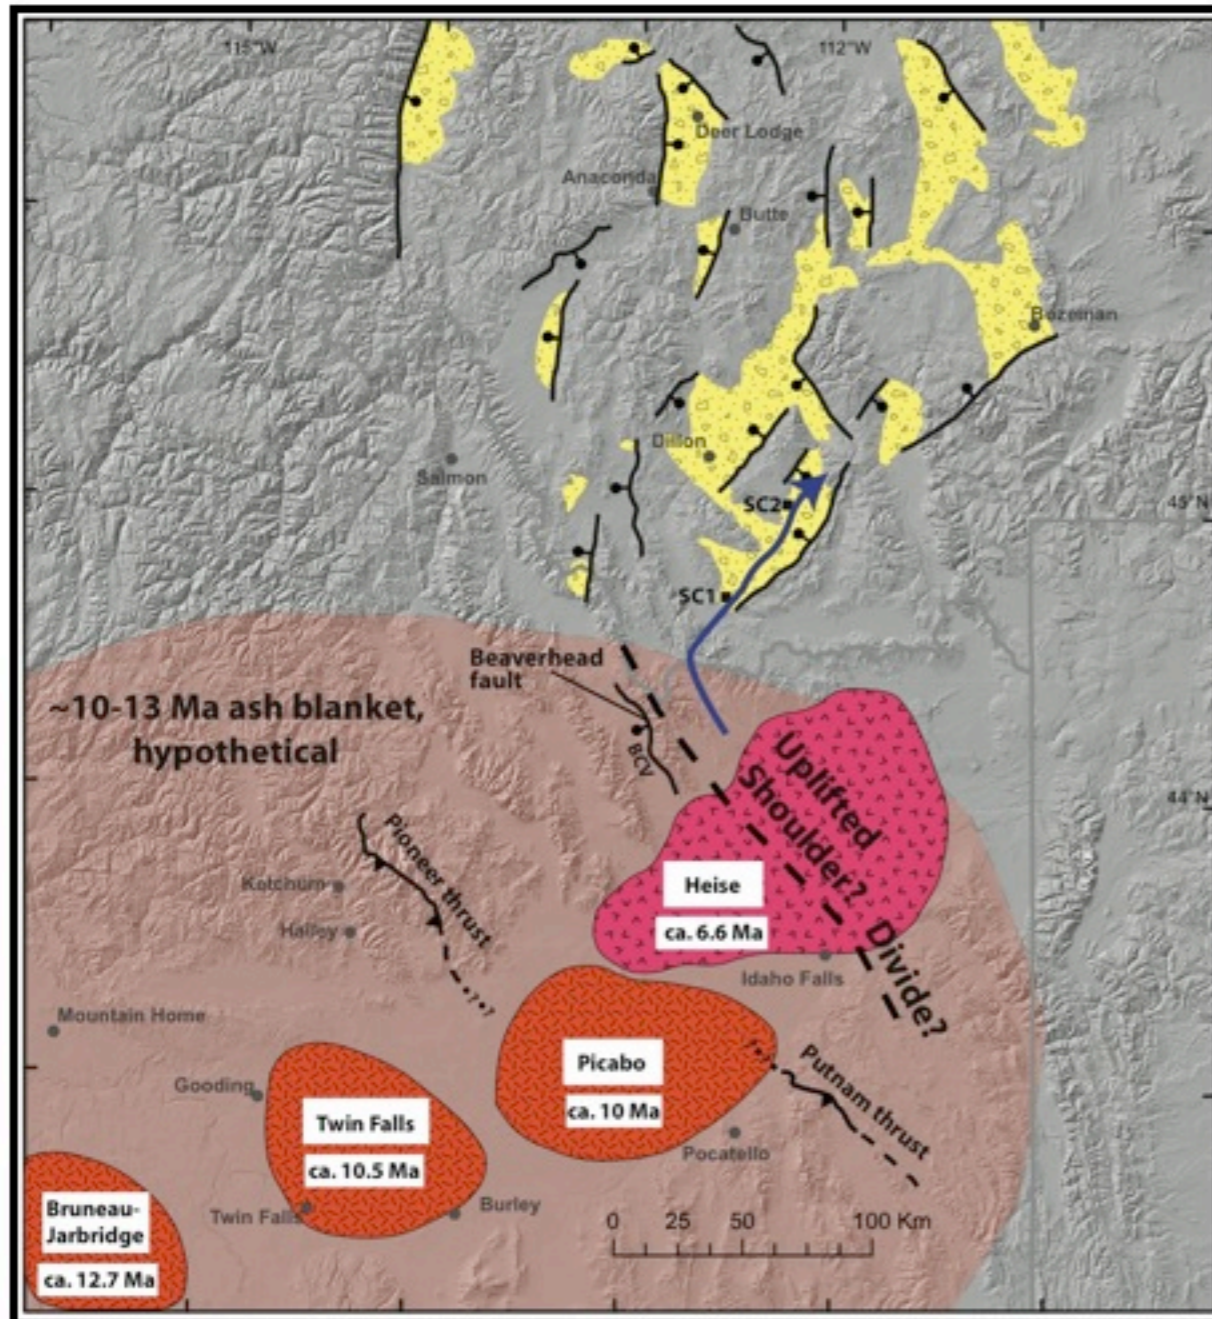 115°W
112°W
Deer Lodge
Anaconda
Butte
Bozeman
Dillon
Salmon
SC2
45°N
SC1
Beaverhead
fault
~10-13 Ma ash blanket,
hypothetical
BCV
Uplifted
Shoulder?
Divide?
44°N
Pioneer thrust
?
Ketchum
Hailey
Heise
ca. 6.6 Ma
Idaho Falls
Mountain Home
Picabo
ca. 10 Ma
?
Putnam thrust
Gooding
Twin Falls
ca. 10.5 Ma
Pocatello
Bruneau-
Jarbridge
ca. 12.7 Ma
Twin Falls
Burley
0 25 50 100 Km